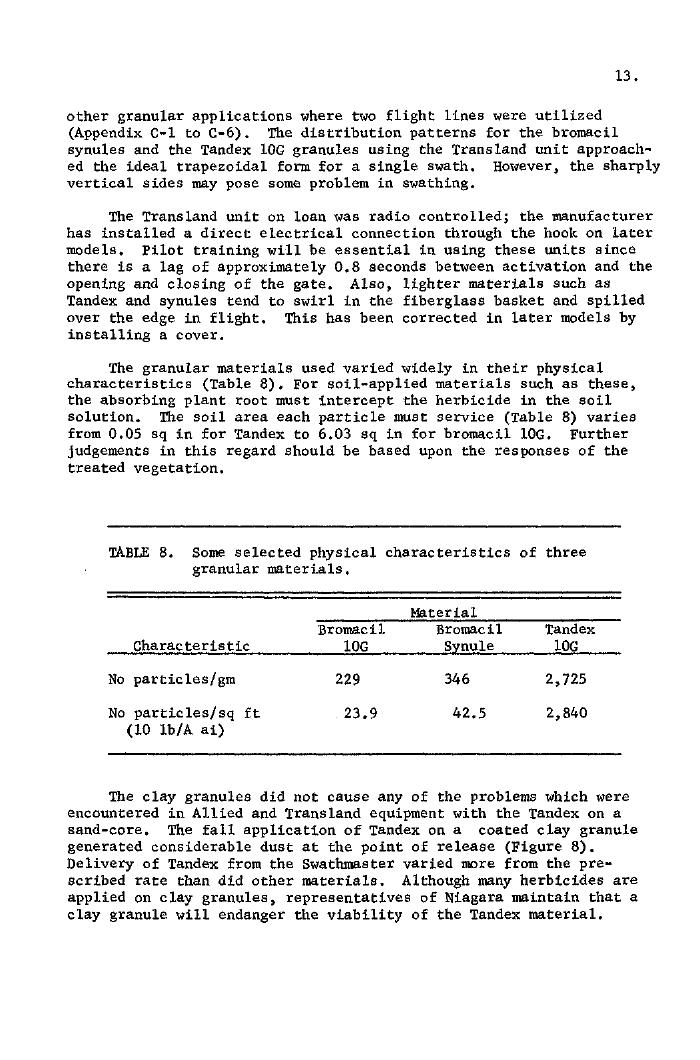 13.
other granular applications where two flight lines were utilized
(Appendix C-1 to C-6). The distribution patterns for the bromacil
synules and the Tandex 10G granules using the Transland unit approach-
ed the ideal trapezoidal form for a single swath. However, the sharply
vertical sides may pose some problem in swathing.
The Transland unit on loan was radio controlled; the manufacturer
has installed a direct electrical connection through the hook on later
models. Pilot training will be essential in using these units since
there is a lag of approximately 0.8 seconds between activation and the
opening and closing of the gate. Also, lighter materials such as
Tandex and synules tend to swirl in the fiberglass basket and spilled
over the edge in flight. This has been corrected in later models by
installing a cover.
The granular materials used varied widely in their physical
characteristics (Table 8). For soil-applied materials such as these,
the absorbing plant root must intercept the herbicide in the soil
solution. The soil area each particle must service (Table 8) varies
from 0.05 sq in for Tandex to 6.03 sq in for bromacil 10G. Further
judgements in this regard should be based upon the responses of the
treated vegetation.
TABLE 8. Some selected physical characteristics of three
granular materials.
Material
Bromacil Bromacil Tandex
Characteristic 10G Synule 10G
No particles/gm 229 346 2,725
No particles/sq ft 23.9 42.5 2,840
(10 lb/A ai)
The clay granules did not cause any of the problems which were
encountered in Allied and Transland equipment with the Tandex on a
sand-core. The fall application of Tandex on a coated clay granule
generated considerable dust at the point of release (Figure 8).
Delivery of Tandex from the Swathmaster varied more from the pre-
scribed rate than did other materials. Although many herbicides are
applied on clay granules, representatives of Niagara maintain that a
clay granule will endanger the viability of the Tandex material.